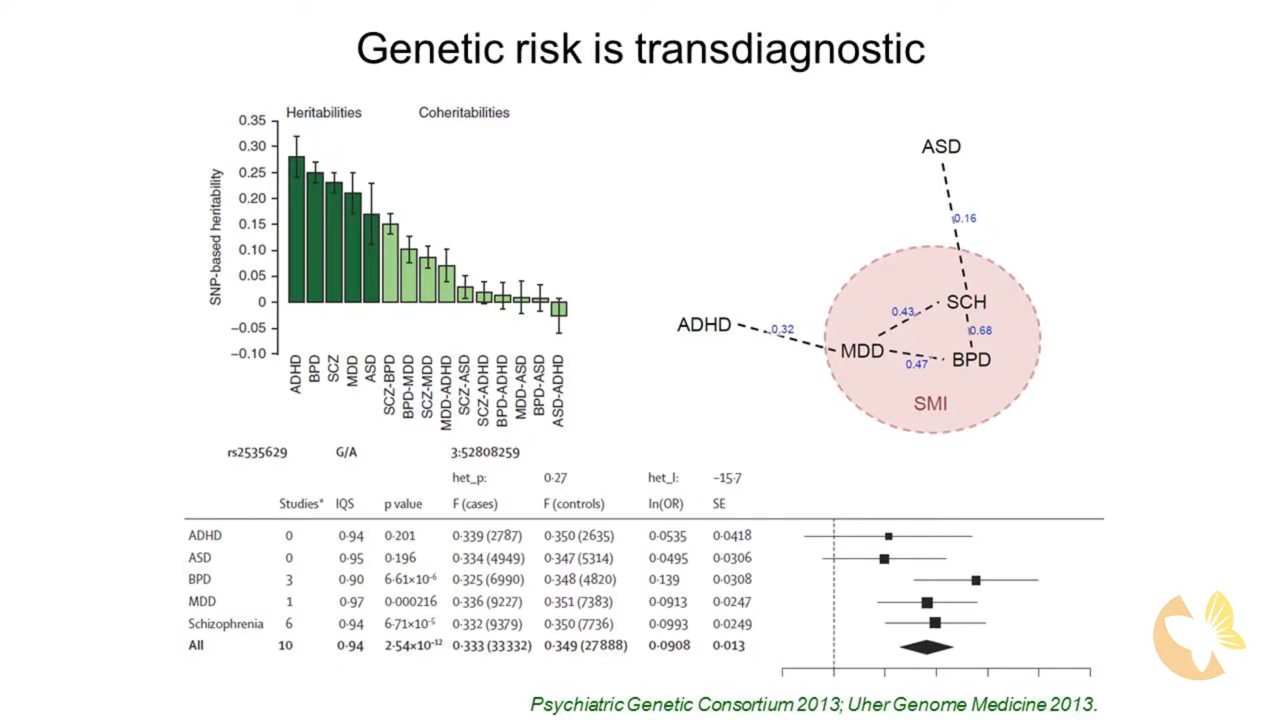 Genetic risk is transdiagnostic
Heritabilities Coheritabilities
SNP-based heritability
0.35
0.30
0.25
0.20
0.15
0.10
0.05
0
−0.05
−0.10
ADHD
BPD
SCZ
MDD
ASD
SCZ-BPD
BPD-MDD
SCZ-MDD
MDD-ADHD
SCZ-ASD
SCZ-ADHD
BPD-ADHD
MDD-ASD
BPD-ASD
ASD-ADHD
ASD
0.16
SCH
0.43
ADHD
0.32
0.68
MDD
BPD
0.47
SMI
rs2535629 G/A 3:52808259
het_p: 0·27 het_I: −15·7
Studies* IQS p value F (cases) F (controls) ln(OR) SE
ADHD 0 0·94 0·201 0·339 (2787) 0·350 (2635) 0·0535 0·0418
ASD 0 0·95 0·196 0·334 (4949) 0·347 (5314) 0·0495 0·0306
BPD 3 0·90 6·61×10⁻⁶ 0·325 (6990) 0·348 (4820) 0·139 0·0308
MDD 1 0·97 0·000216 0·336 (9227) 0·351 (7383) 0·0913 0·0247
Schizophrenia 6 0·94 6·71×10⁻⁵ 0·332 (9379) 0·350 (7736) 0·0993 0·0249
All 10 0·94 2·54×10⁻¹² 0·333 (33332) 0·349 (27888) 0·0908 0·013
Psychiatric Genetic Consortium 2013; Uher Genome Medicine 2013.